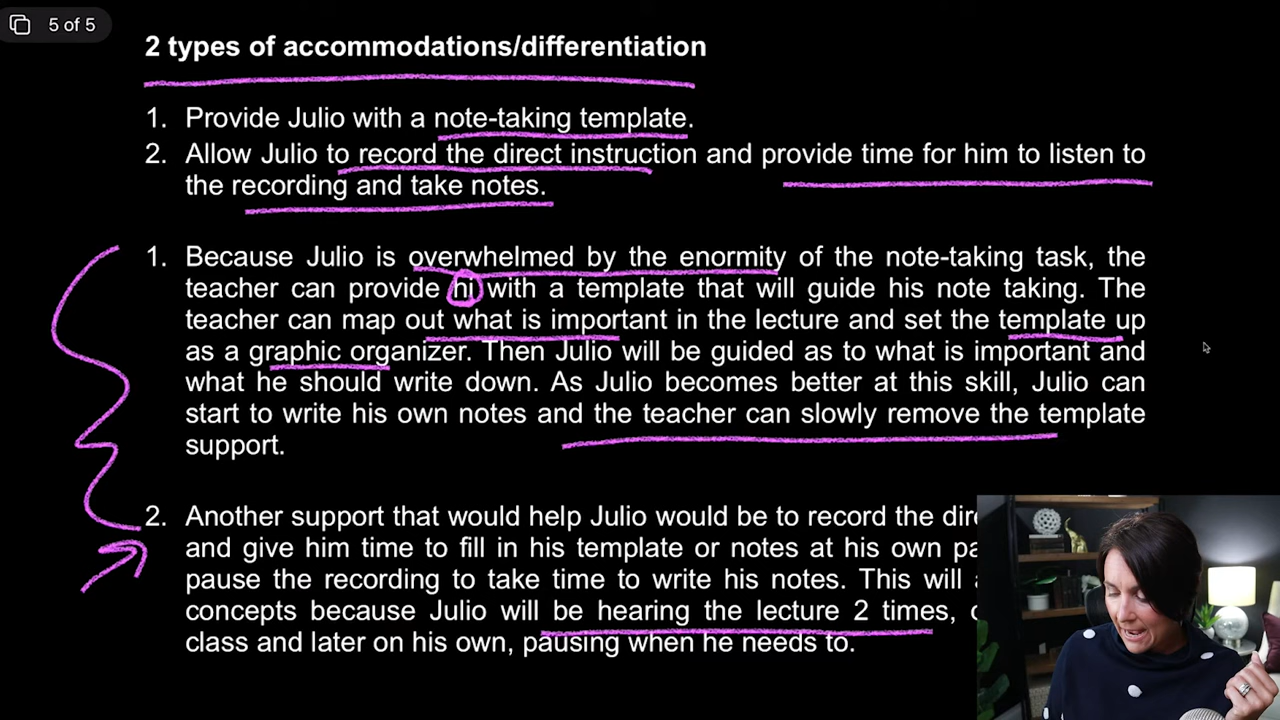 5 of 5
2 types of accommodations/differentiation
1. Provide Julio with a note-taking template.
2. Allow Julio to record the direct instruction and provide time for him to listen to
the recording and take notes.
1. Because Julio is overwhelmed by the enormity of the note-taking task, the
teacher can provide hi with a template that will guide his note taking. The
teacher can map out what is important in the lecture and set the template up
as a graphic organizer. Then Julio will be guided as to what is important and
what he should write down. As Julio becomes better at this skill, Julio can
start to write his own notes and the teacher can slowly remove the template
support.
2. Another support that would help Julio would be to record the
and give him time to fill in his template or notes at his own
pause the recording to take time to write his notes. This will
concepts because Julio will be hearing the lecture 2 times,
class and later on his own, pausing when he needs to.